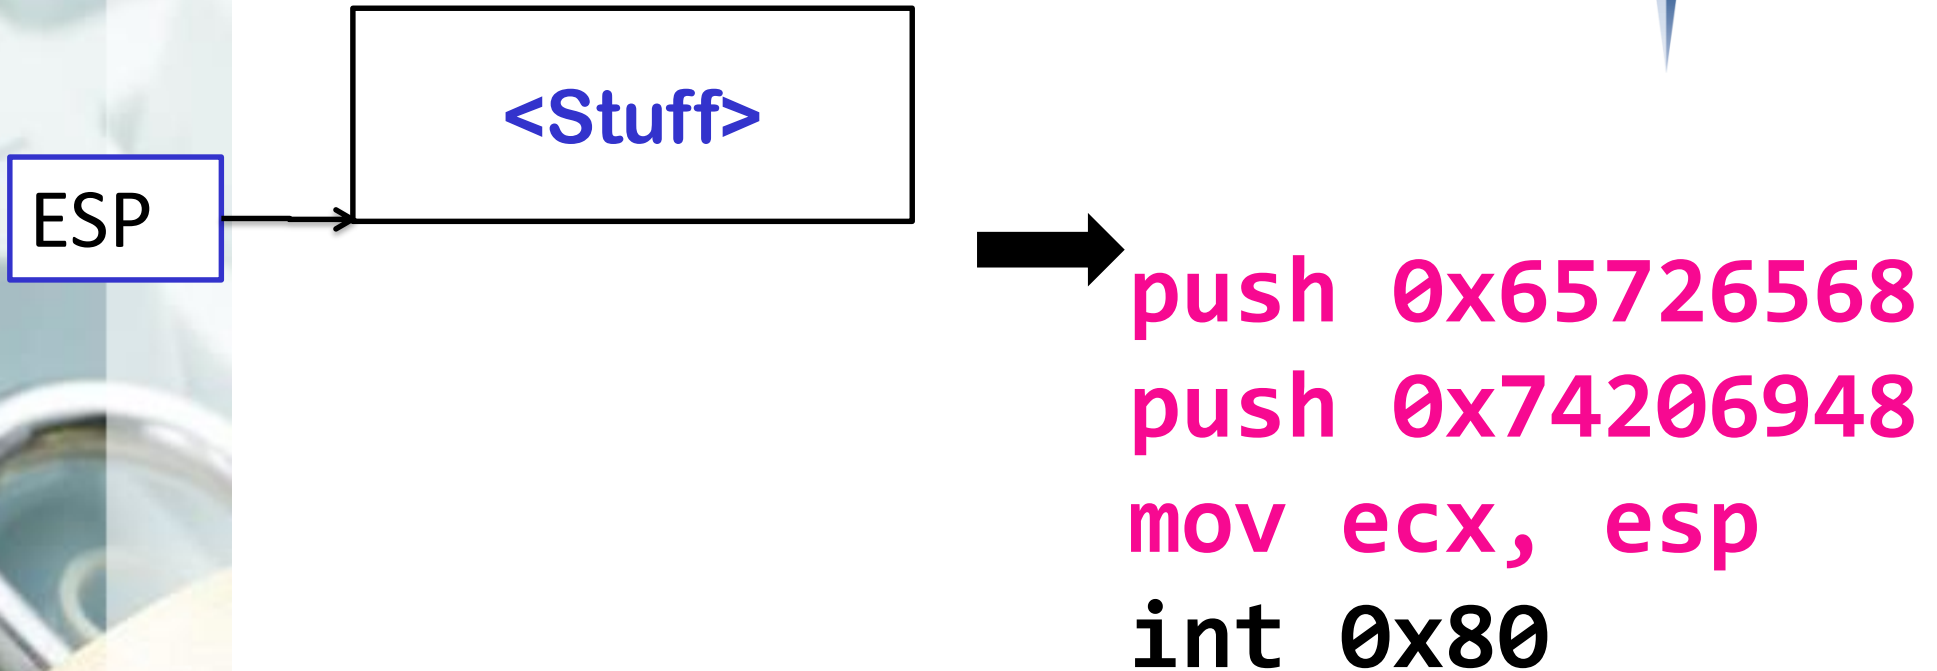 <Stuff>
ESP
push 0x65726568
push 0x74206948
mov ecx, esp
int 0x80